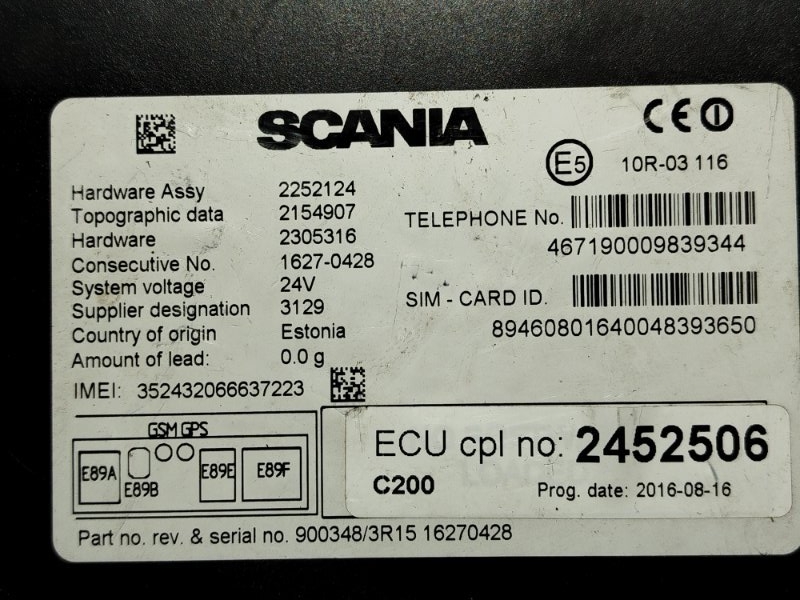 SCANIA
CE
E5 10R-03 116
Hardware Assy 2252124
Topographic data 2154907
Hardware 2305316
Consecutive No. 1627-0428
System voltage 24V
Supplier designation 3129
Country of origin Estonia
Amount of lead: 0.0 g
IMEI: 352432066637223
TELEPHONE No.
467190009839344
SIM - CARD ID.
89460801640048393650
GSM GPS
E89A E89B E89E E89F
ECU cpl no: 2452506
C200 Prog. date: 2016-08-16
Part no. rev. & serial no. 900348/3R15 16270428